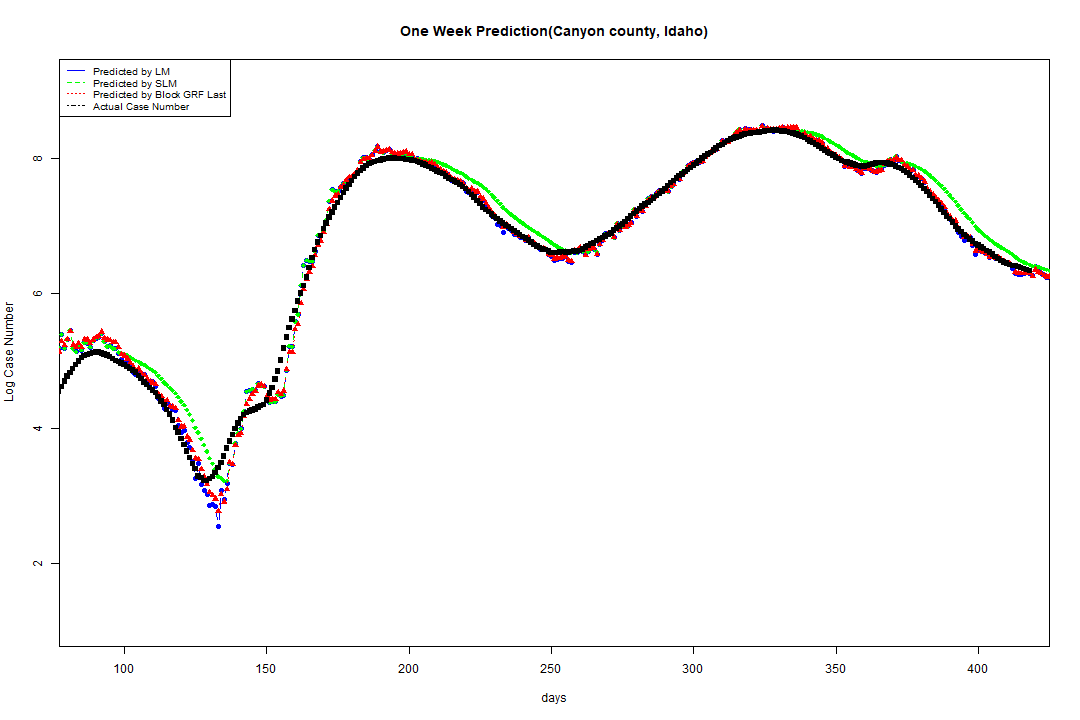 One Week Prediction(Canyon county, Idaho)
Predicted by LM
Predicted by SLM
Predicted by Block GRF Last
Actual Case Number
8
6
4
2
Log Case Number
100 150 200 250 300 350 400
days